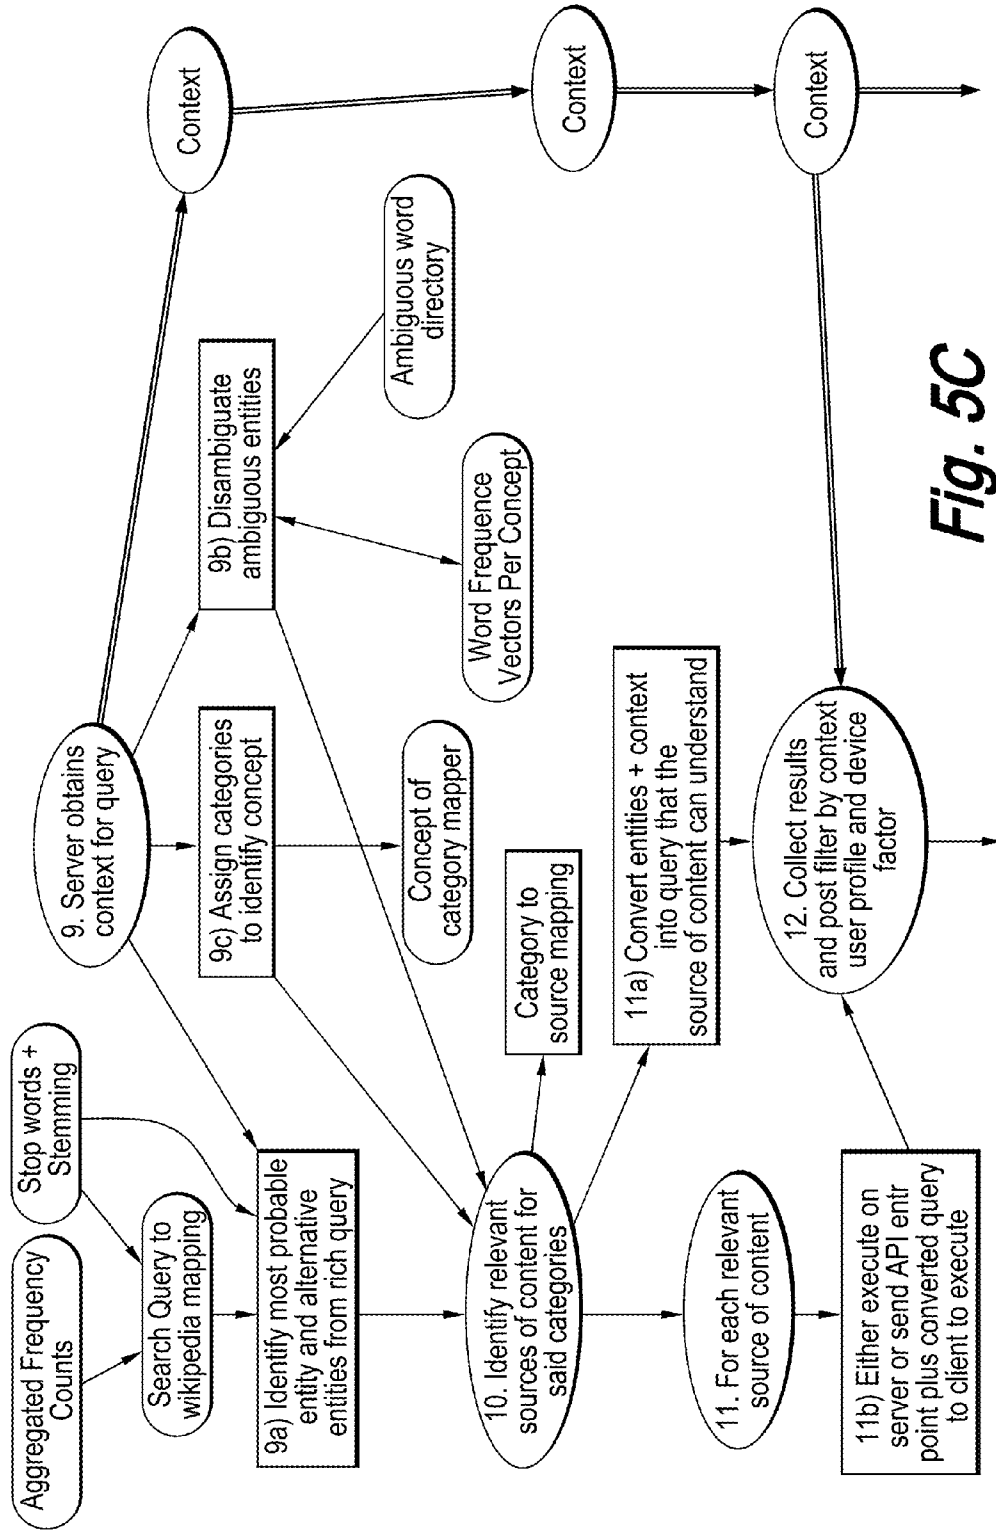 Aggregated Frequency
Counts
Stop words +
Stemming
Search Query to
wikipedia mapping
9. Server obtains
context for query
Context
9a) Identify most probable
entity and alternative
entities from rich query
9c) Assign categories
to identify concept
9b) Disambiguate
ambiguous entities
Concept of
category mapper
Word Frequence
Vectors Per Concept
Ambiguous word
directory
10. Identify relevant
sources of content for
said categories
Category to
source mapping
Context
11. For each relevant
source of content
11a) Convert entities + context
into query that the
source of content can understand
11b) Either execute on
server or send API entr
point plus converted query
to client to execute
12. Collect results
and post filter by context
user profile and device
factor
Context
Fig. 5C